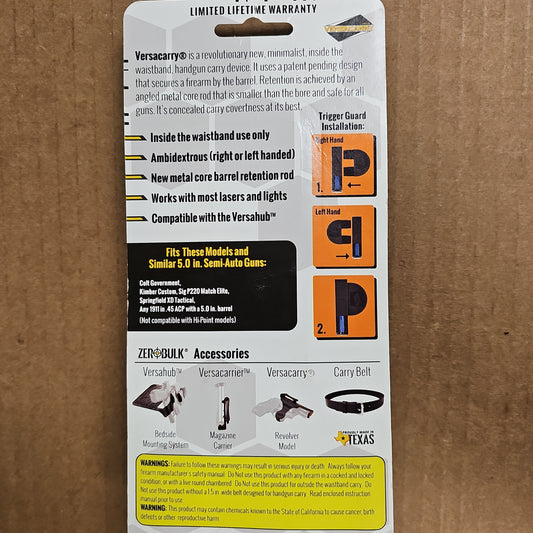 LIMITED LIFETIME WARRANTY
Versacarry® is a revolutionary new, minimalist, inside the
waistband, handgun carry device. It uses a patent pending design
that secures a firearm by the barrel. Retention is achieved by an
angled metal core rod that is smaller than the bore and safe for all
guns. It's concealed carry covertness at its best.
Inside the waistband use only
Ambidextrous (right or left handed)
New metal core barrel retention rod
Works with most lasers and lights
Compatible with the Versahub™
Trigger Guard
Installation:
Right Hand
1.
Left Hand
2.
Fits These Models and
Similar 5.0 in. Semi-Auto Guns:
Colt Government,
Kimber Custom, Sig P220 Match Elite,
Springfield XD Tactical,
Any 1911 in .45 ACP with a 5.0 in. barrel
(Not compatible with Hi-Point models)
ZEROBULK® Accessories
Versahub™
Bedside
Mounting System
Versacarrier™
Magazine
Carrier
Versacarry®
Revolver
Model
Carry Belt
PROUDLY MADE IN
TEXAS
WARNINGS: Failure to follow these warnings may result in serious injury or death. Always follow your
firearm manufacturer's safety manual. Do not use this product with any firearm in a cocked and locked
condition, or with a live round chambered. Do not use this product for outside the waistband carry. Do
Not use this product without a 1.5 in. wide belt designed for handgun carry. Read enclosed instruction
manual prior to use.
WARNING: This product may contain chemicals known to the State of California to cause cancer, birth
defects or other reproductive harm.